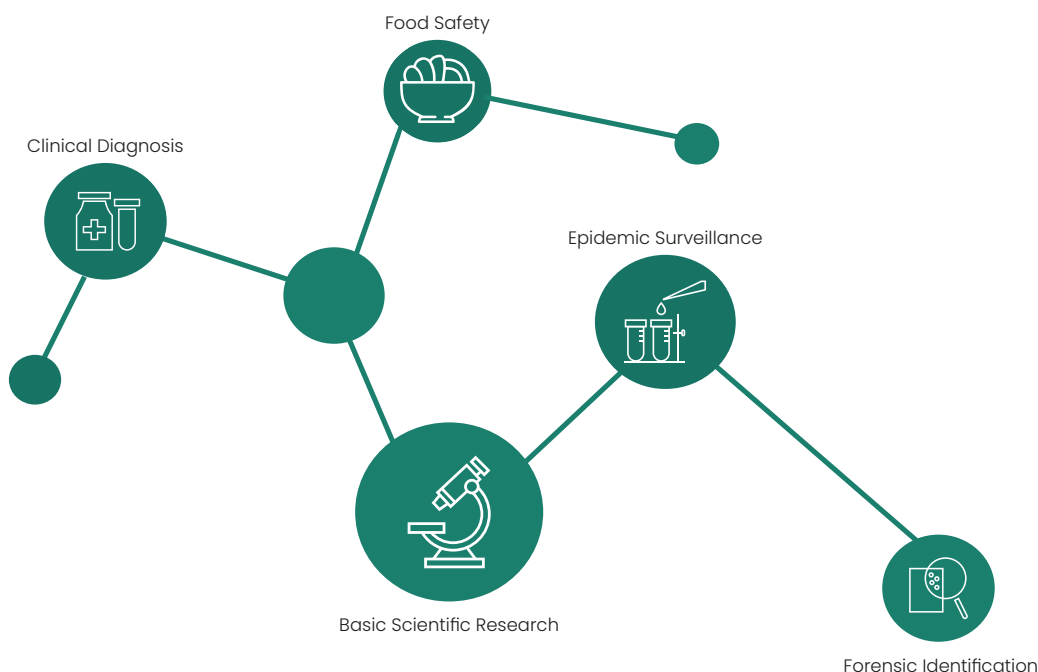 Food Safety
Clinical Diagnosis
Epidemic Surveillance
Basic Scientific Research
Forensic Identification